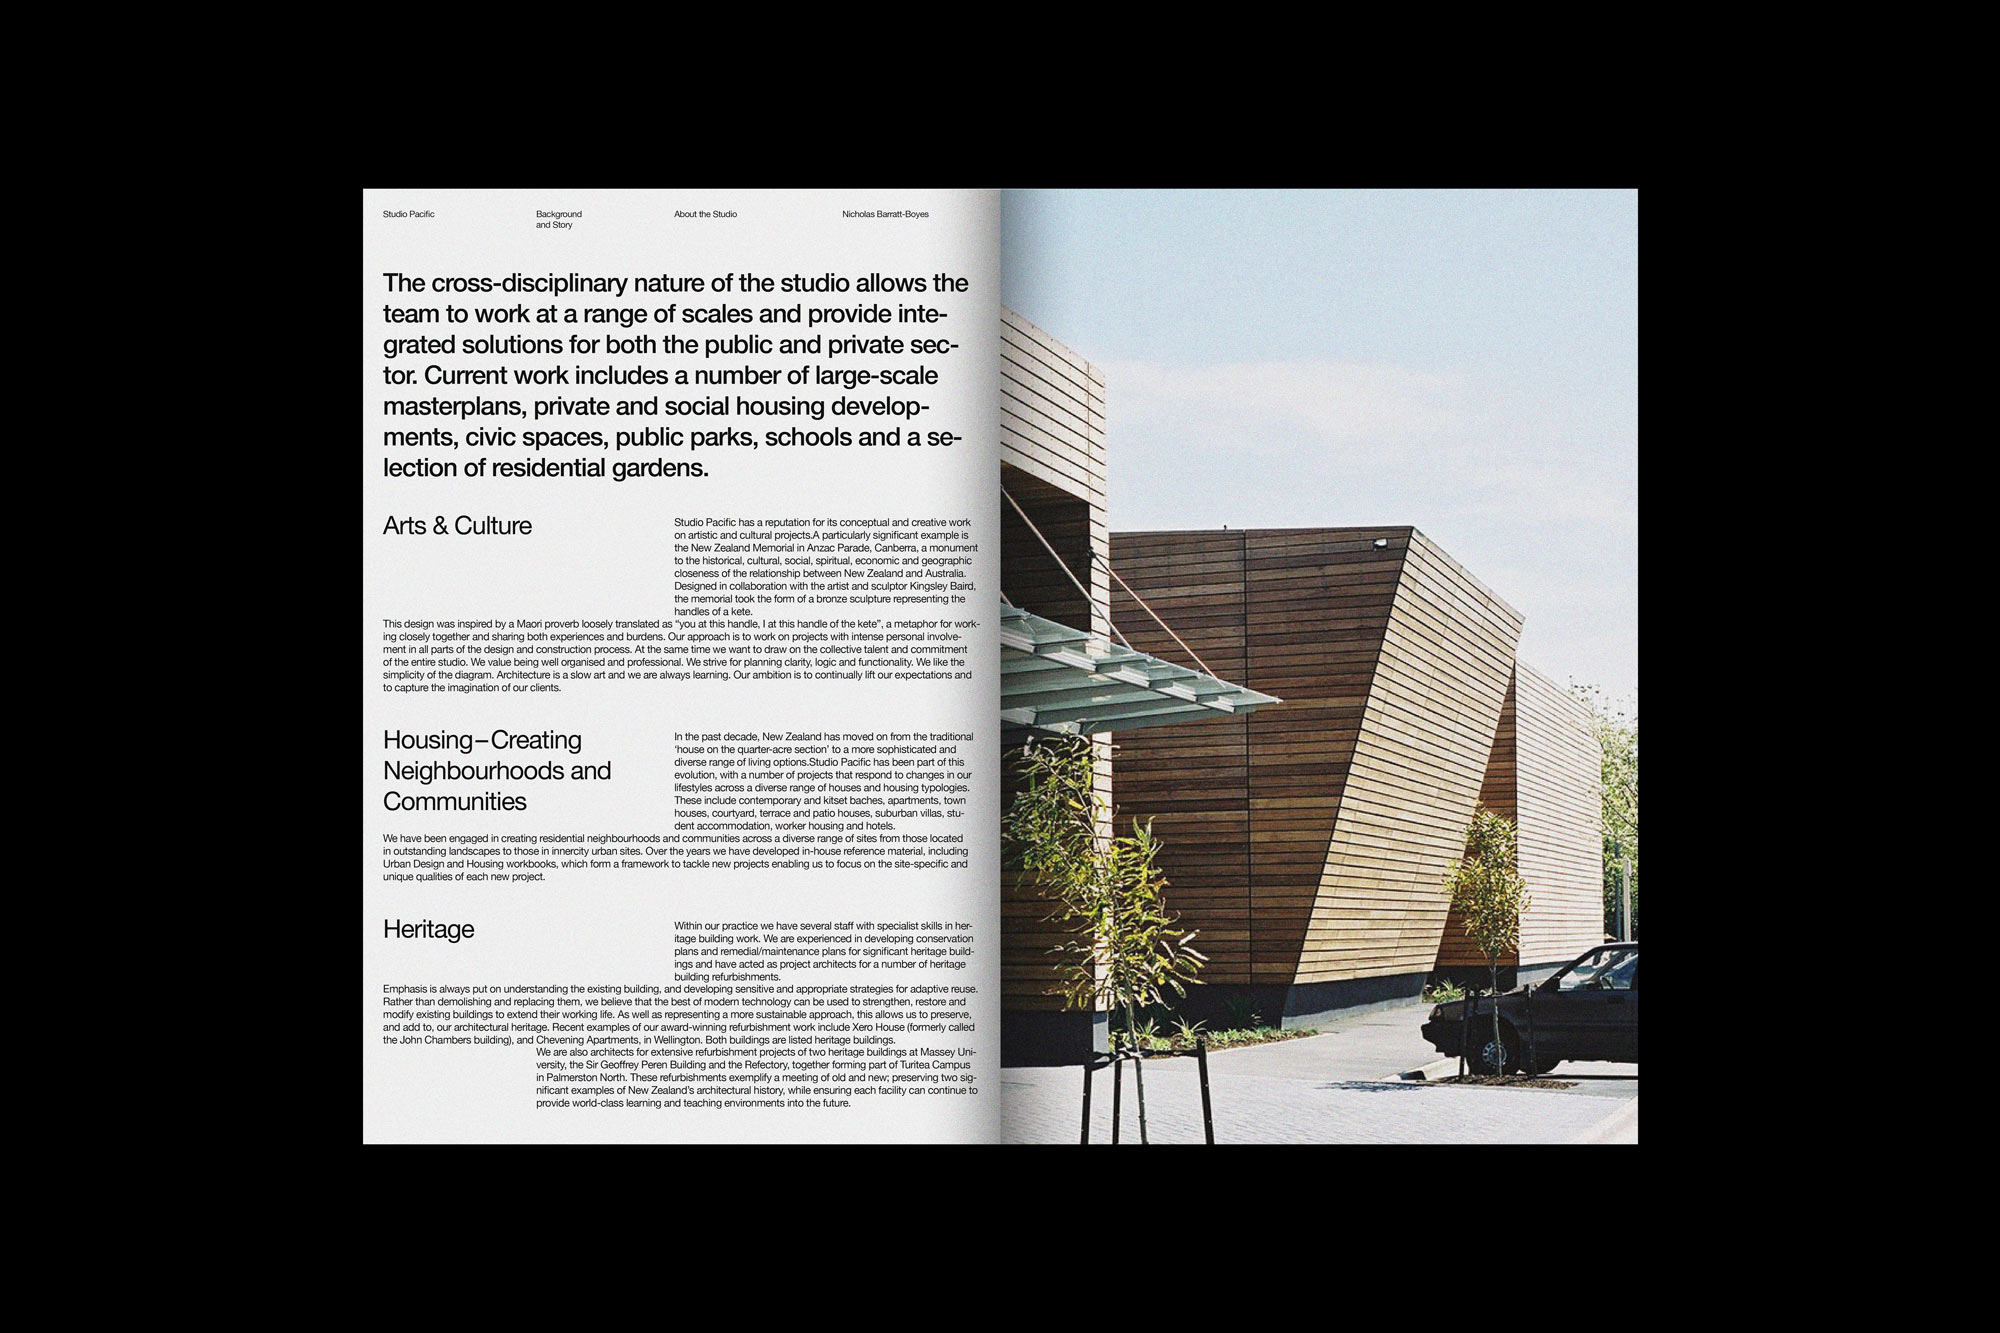 Studio Pacific
Background
and Story
About the Studio
Nicholas Barratt-Boyes
The cross-disciplinary nature of the studio allows the
team to work at a range of scales and provide inte-
grated solutions for both the public and private sec-
tor. Current work includes a number of large-scale
masterplans, private and social housing develop-
ments, civic spaces, public parks, schools and a se-
lection of residential gardens.
Arts & Culture
Studio Pacific has a reputation for its conceptual and creative work
on artistic and cultural projects.A particularly significant example is
the New Zealand Memorial in Anzac Parade, Canberra, a monument
to the historical, cultural, social, spiritual, economic and geographic
closeness of the relationship between New Zealand and Australia.
Designed in collaboration with the artist and sculptor Kingsley Baird,
the memorial took the form of a bronze sculpture representing the
handles of a kete.
This design was inspired by a Maori proverb loosely translated as “you at this handle, I at this handle of the kete”, a metaphor for work-
ing closely together and sharing both experiences and burdens. Our approach is to work on projects with intense personal involve-
ment in all parts of the design and construction process. At the same time we want to draw on the collective talent and commitment
of the entire studio. We value being well organised and professional. We strive for planning clarity, logic and functionality. We like the
simplicity of the diagram. Architecture is a slow art and we are always learning. Our ambition is to continually lift our expectations and
to capture the imagination of our clients.
Housing–Creating
Neighbourhoods and
Communities
In the past decade, New Zealand has moved on from the traditional
‘house on the quarter-acre section’ to a more sophisticated and
diverse range of living options.Studio Pacific has been part of this
evolution, with a number of projects that respond to changes in our
lifestyles across a diverse range of houses and housing typologies.
These include contemporary and kitset baches, apartments, town
houses, courtyard, terrace and patio houses, suburban villas, stu-
dent accommodation, worker housing and hotels.
We have been engaged in creating residential neighbourhoods and communities across a diverse range of sites from those located
in outstanding landscapes to those in innercity urban sites. Over the years we have developed in-house reference material, including
Urban Design and Housing workbooks, which form a framework to tackle new projects enabling us to focus on the site-specific and
unique qualities of each new project.
Heritage
Within our practice we have several staff with specialist skills in her-
itage building work. We are experienced in developing conservation
plans and remedial/maintenance plans for significant heritage build-
ings and have acted as project architects for a number of heritage
building refurbishments.
Emphasis is always put on understanding the existing building, and developing sensitive and appropriate strategies for adaptive reuse.
Rather than demolishing and replacing them, we believe that the best of modern technology can be used to strengthen, restore and
modify existing buildings to extend their working life. As well as representing a more sustainable approach, this allows us to preserve,
and add to, our architectural heritage. Recent examples of our award-winning refurbishment work include Xero House (formerly called
the John Chambers building), and Chevening Apartments, in Wellington. Both buildings are listed heritage buildings.
We are also architects for extensive refurbishment projects of two heritage buildings at Massey Uni-
versity, the Sir Geoffrey Peren Building and the Refectory, together forming part of Turitea Campus
in Palmerston North. These refurbishments exemplify a meeting of old and new; preserving two sig-
nificant examples of New Zealand’s architectural history, while ensuring each facility can continue to
provide world-class learning and teaching environments into the future.